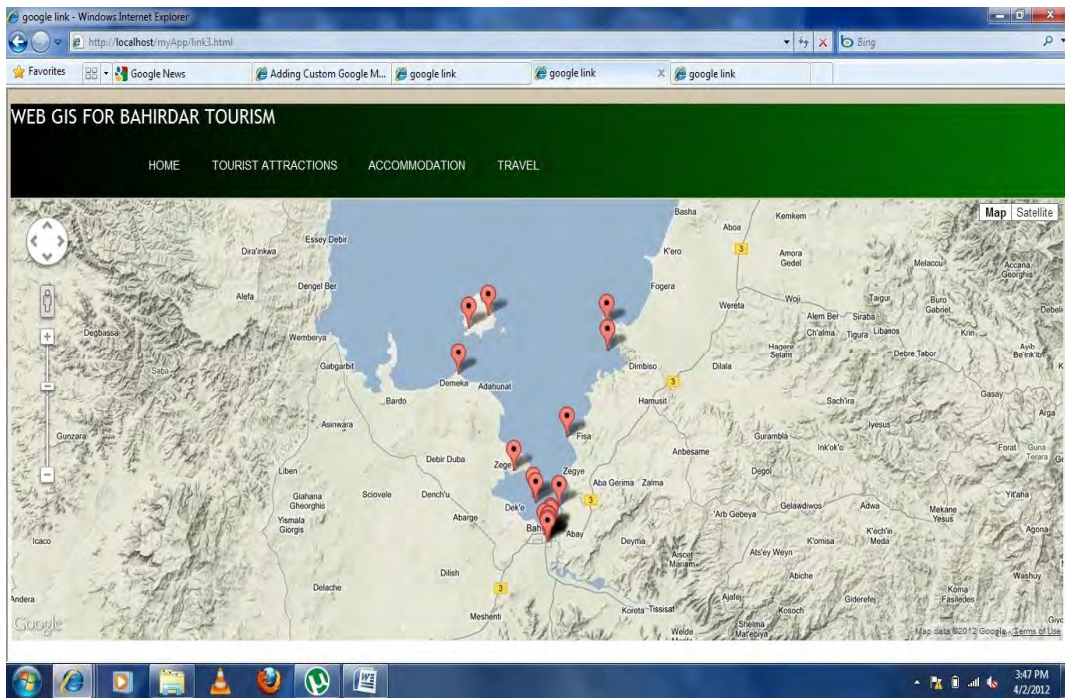 google link - Windows Internet Explorer
http://localhost/myApp/link3.html
Bing
Favorites
Google News
Adding Custom Google M...
google link
google link
google link
WEB GIS FOR BAHIRDAR TOURISM
HOME TOURIST ATTRACTIONS ACCOMMODATION TRAVEL
Map Satellite
Basha
Kemkem
Aboa
Essey Debir
Dira'inkwa
K'ero
3
Amora Gedel
Melaccu
Accana Georghis
Dengel Ber
Fogera
Alefa
Wereta
Woji
Taigur
Buro Gabriel
Debeli
Alem Ber
Siraba
Degbassa
Wemberya
Ch'alma
Tigura
Libanos
Krin
Hagere Selam
Debre Tabor
Ayib Be'ink'ib
Saba
Gabgarbit
Dimbiso
Dilala
Demeka
Adahunat
3
Gasay
Bardo
Hamusit
Sach'ira
Arga
Asinwara
Iyesus
Gunzara
Fisa
Gurambla
Ink'ok'o
Forat
Guna Terara
Debir Duba
Anbesame
Zege
Zegye
Liben
Degol
Aba Gerima
Zalma
Giahana Gheorghis
Sciovele
Dench'u
3
Yit'aha
Dek'e
Gelawdiwos
Adwa
Mekane Yesus
'Arb Gebeya
Yismala Giorgis
Abarge
Bah
Abay
Agona
Icaco
Deyma
K'omisa
K'ech'in Meda
Aiscet Mariam
Ats'ey Weyn
Dilish
Abiche
Washuy
Delache
3
Koma Fasiledes
Andera
Ajafej
Giderefej
Koreta
Tissisat
Kosoch
Meshenti
Shelma Mat'ebiya
Welde
Google
Map data ©2012 Google - Terms of Use
3:47 PM
4/2/2012